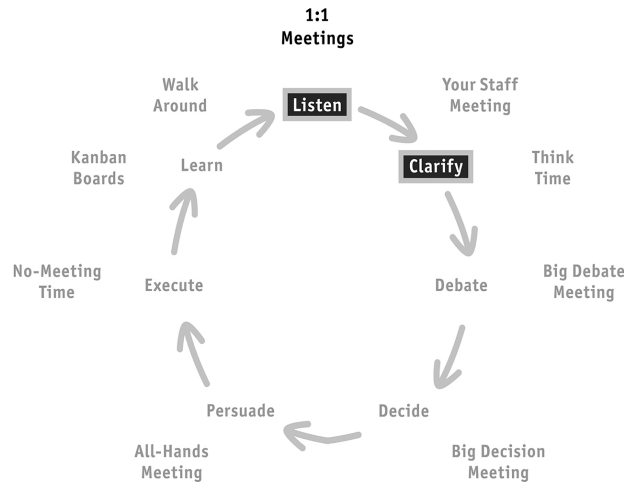 1:1
Meetings
Walk
Around
Listen
Your Staff
Meeting
Kanban
Boards
Learn
Clarify
Think
Time
No-Meeting
Time
Execute
Debate
Big Debate
Meeting
Persuade
Decide
All-Hands
Meeting
Big Decision
Meeting